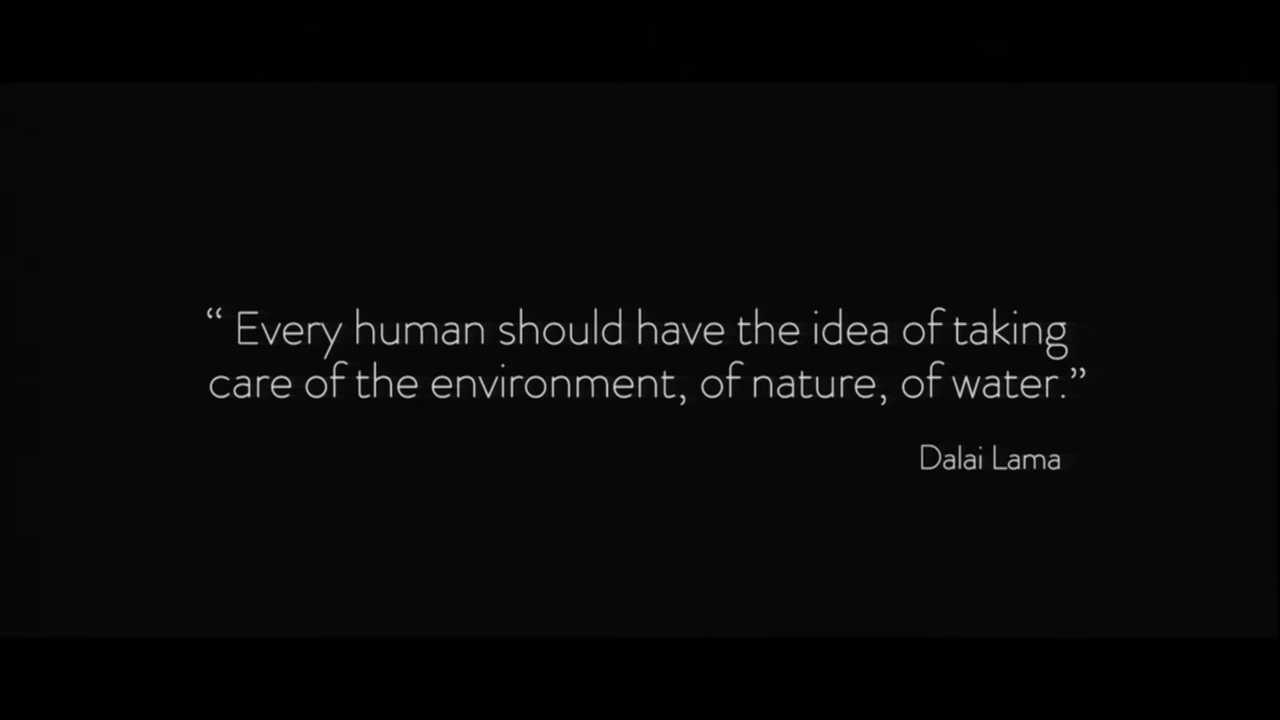 “ Every human should have the idea of taking
care of the environment, of nature, of water.”
Dalai Lama